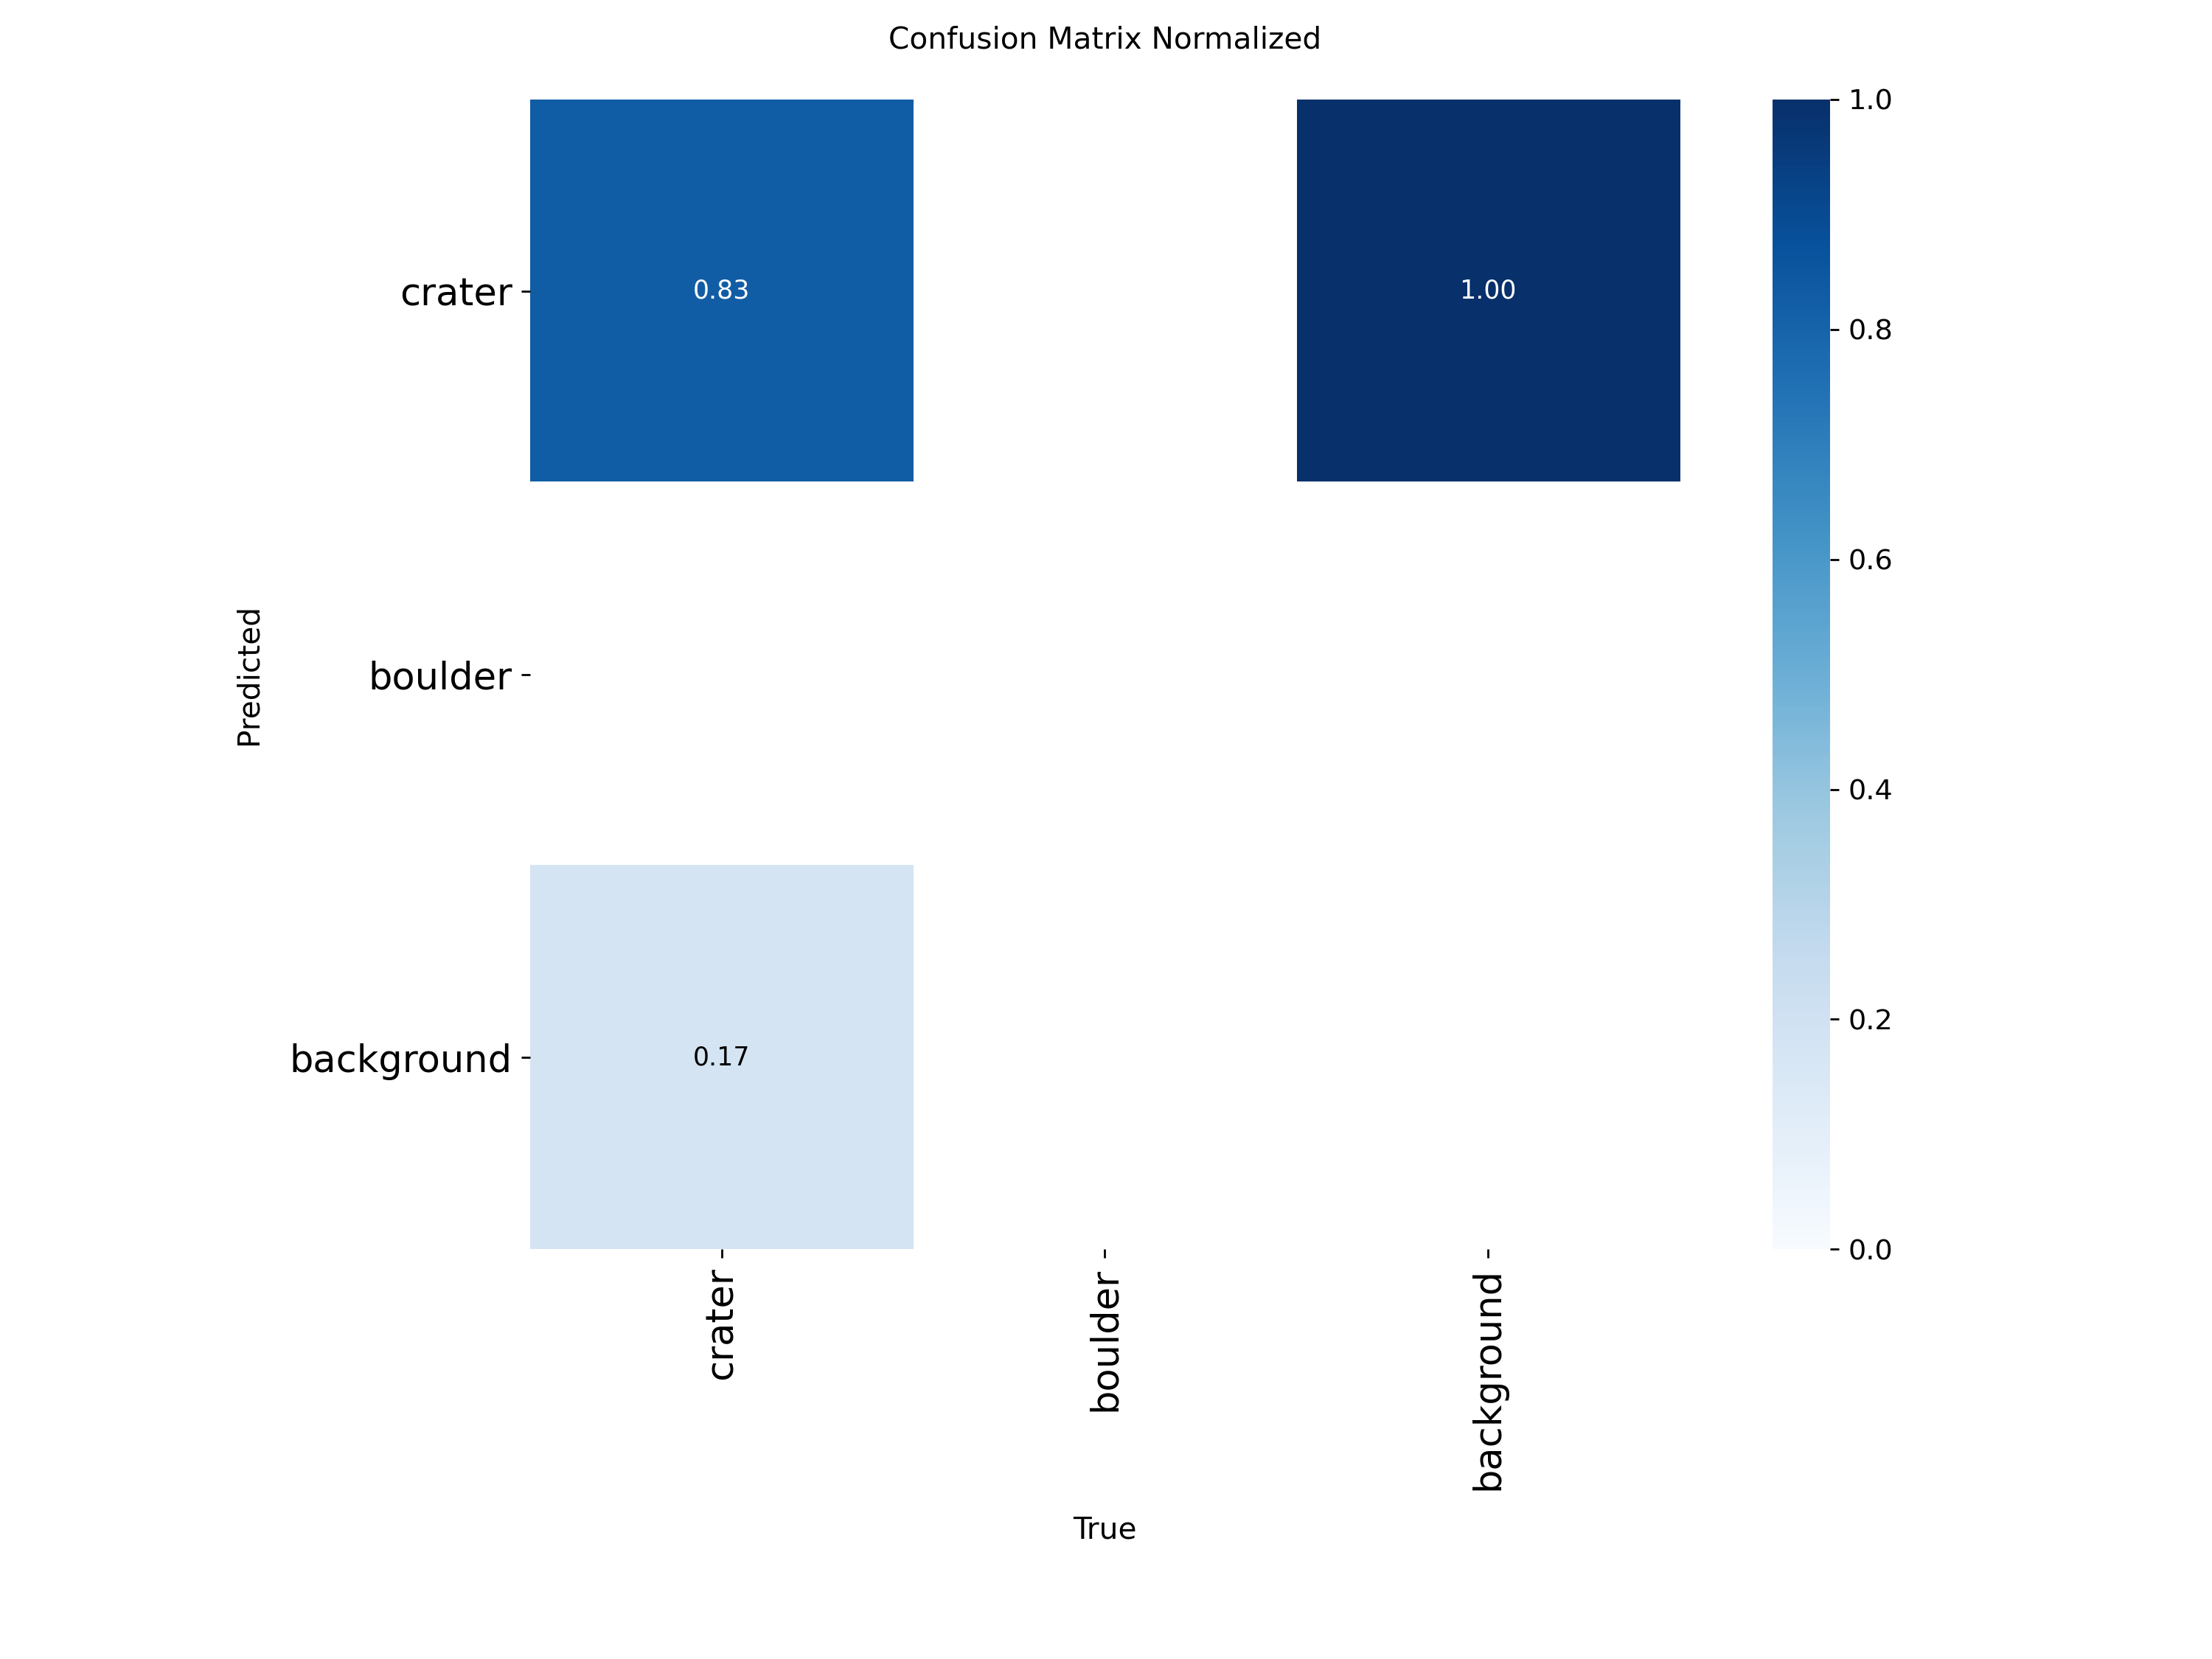 Confusion Matrix Normalized
1.0
crater
0.83
1.00
0.8
0.6
Predicted
boulder
0.4
background
0.17
0.2
0.0
crater
boulder
background
True